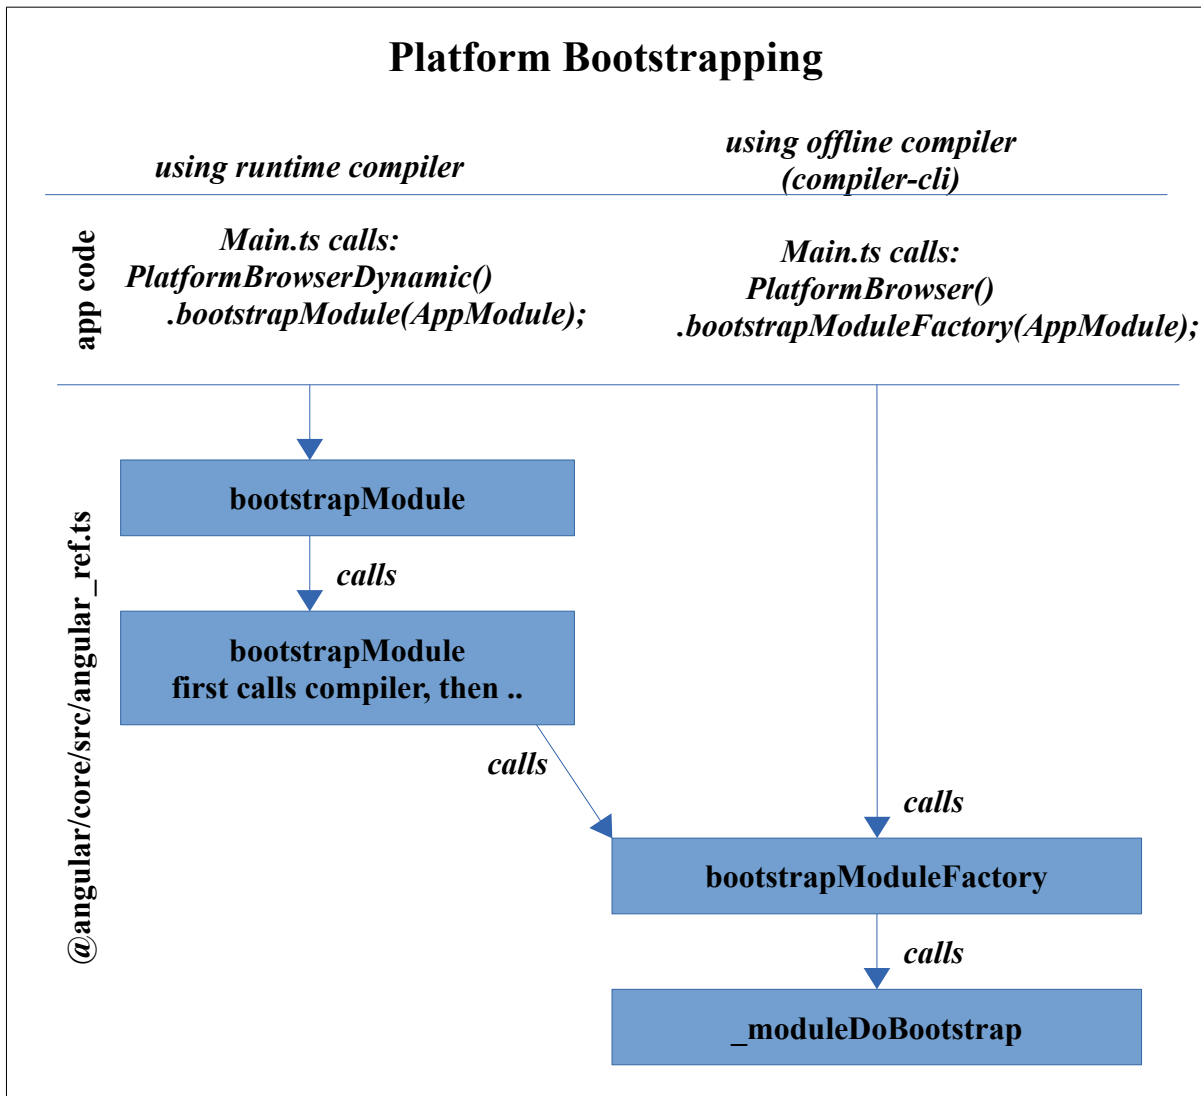 Platform Bootstrapping
using runtime compiler
using offline compiler
(compiler-cli)
app code
Main.ts calls:
PlatformBrowserDynamic()
.bootstrapModule(AppModule);
Main.ts calls:
PlatformBrowser()
.bootstrapModuleFactory(AppModule);
@angular/core/src/angular_ref.ts
bootstrapModule
calls
bootstrapModule
first calls compiler, then ..
calls
calls
bootstrapModuleFactory
calls
_moduleDoBootstrap